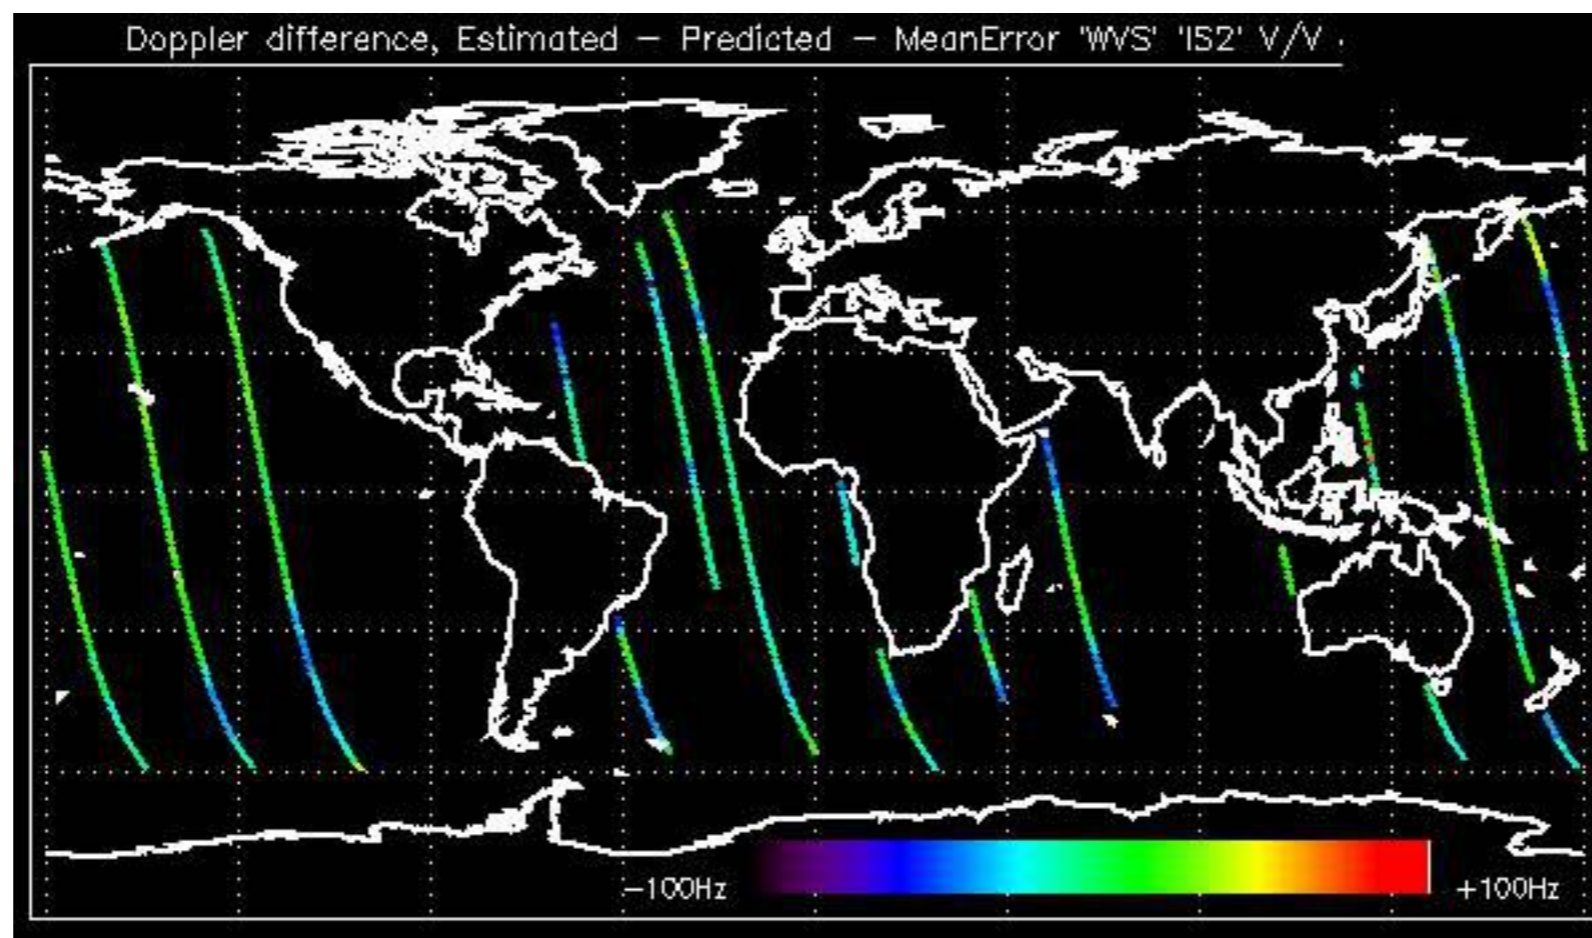 Doppler difference, Estimated – Predicted – MeanError 'WVS' 'IS2' V/V
-100Hz
+100Hz